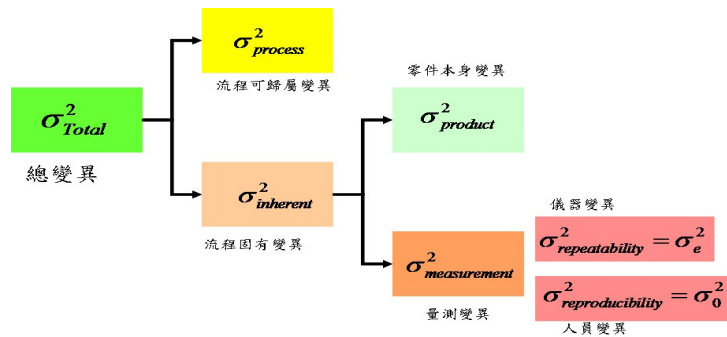 σ²process
流程可歸屬變異
零件本身變異
σ²Total
總變異
σ²product
σ²inherent
流程固有變異
儀器變異
σ²repeatability = σ²e
σ²measurement
量測變異
σ²reproducibility = σ²0
人員變異